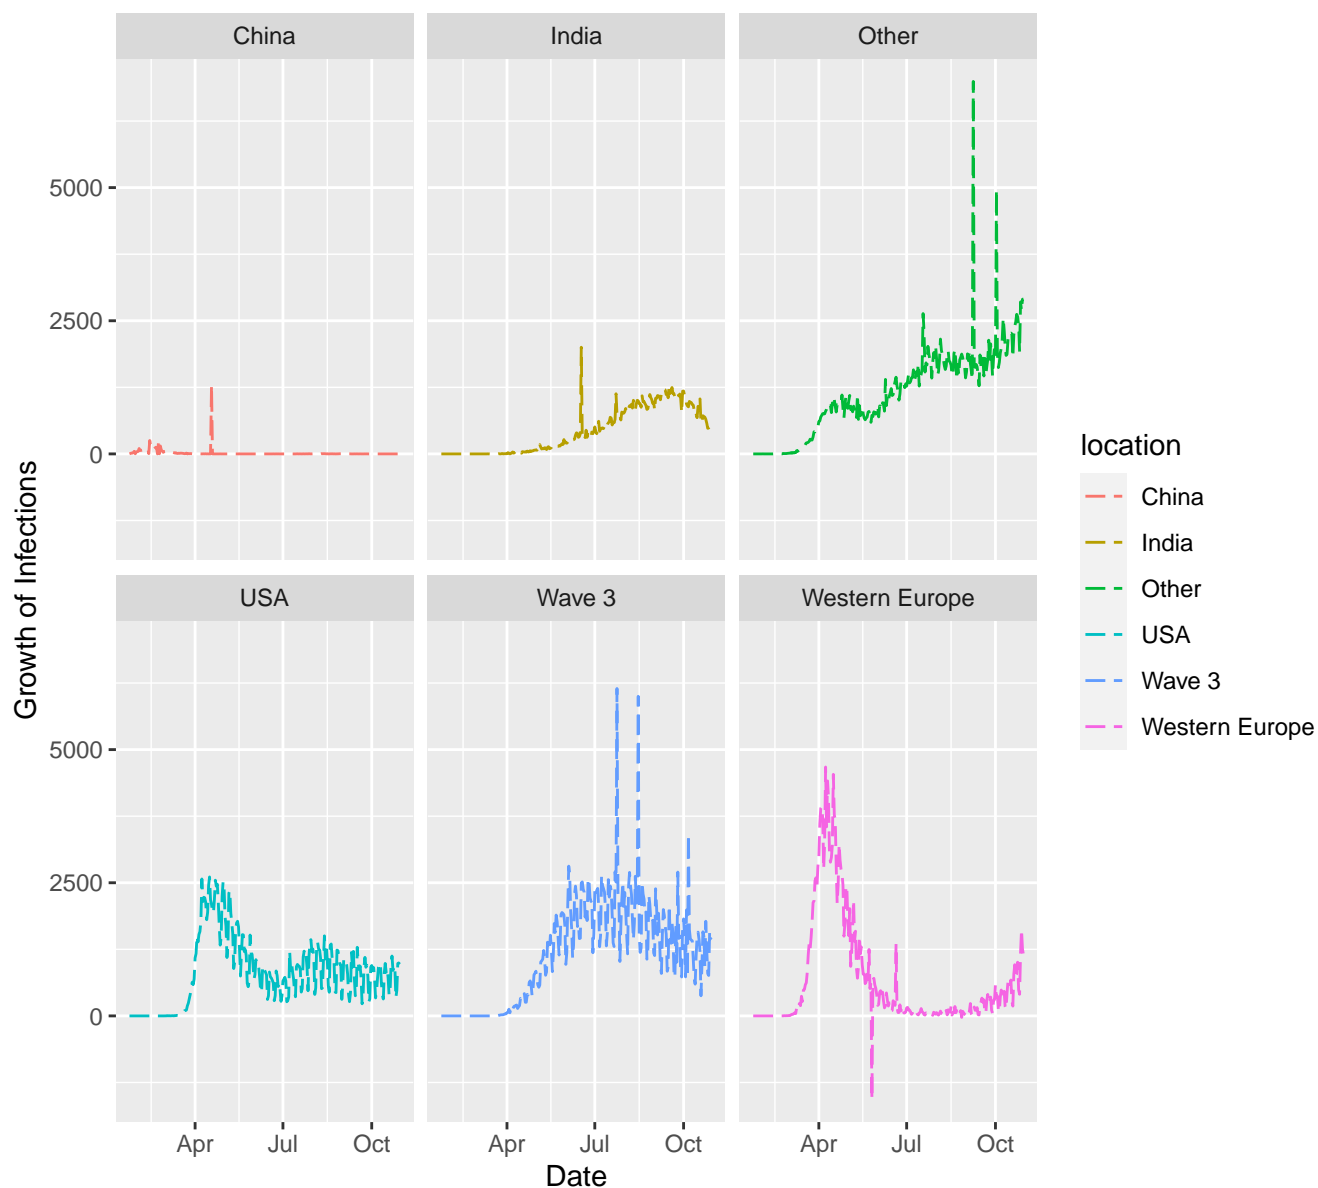 China
India
Other
5000
2500
0
Growth of Infections
USA
Wave 3
Western Europe
5000
2500
0
Apr
Jul
Oct
Apr
Jul
Oct
Apr
Jul
Oct
Date
location
China
India
Other
USA
Wave 3
Western Europe